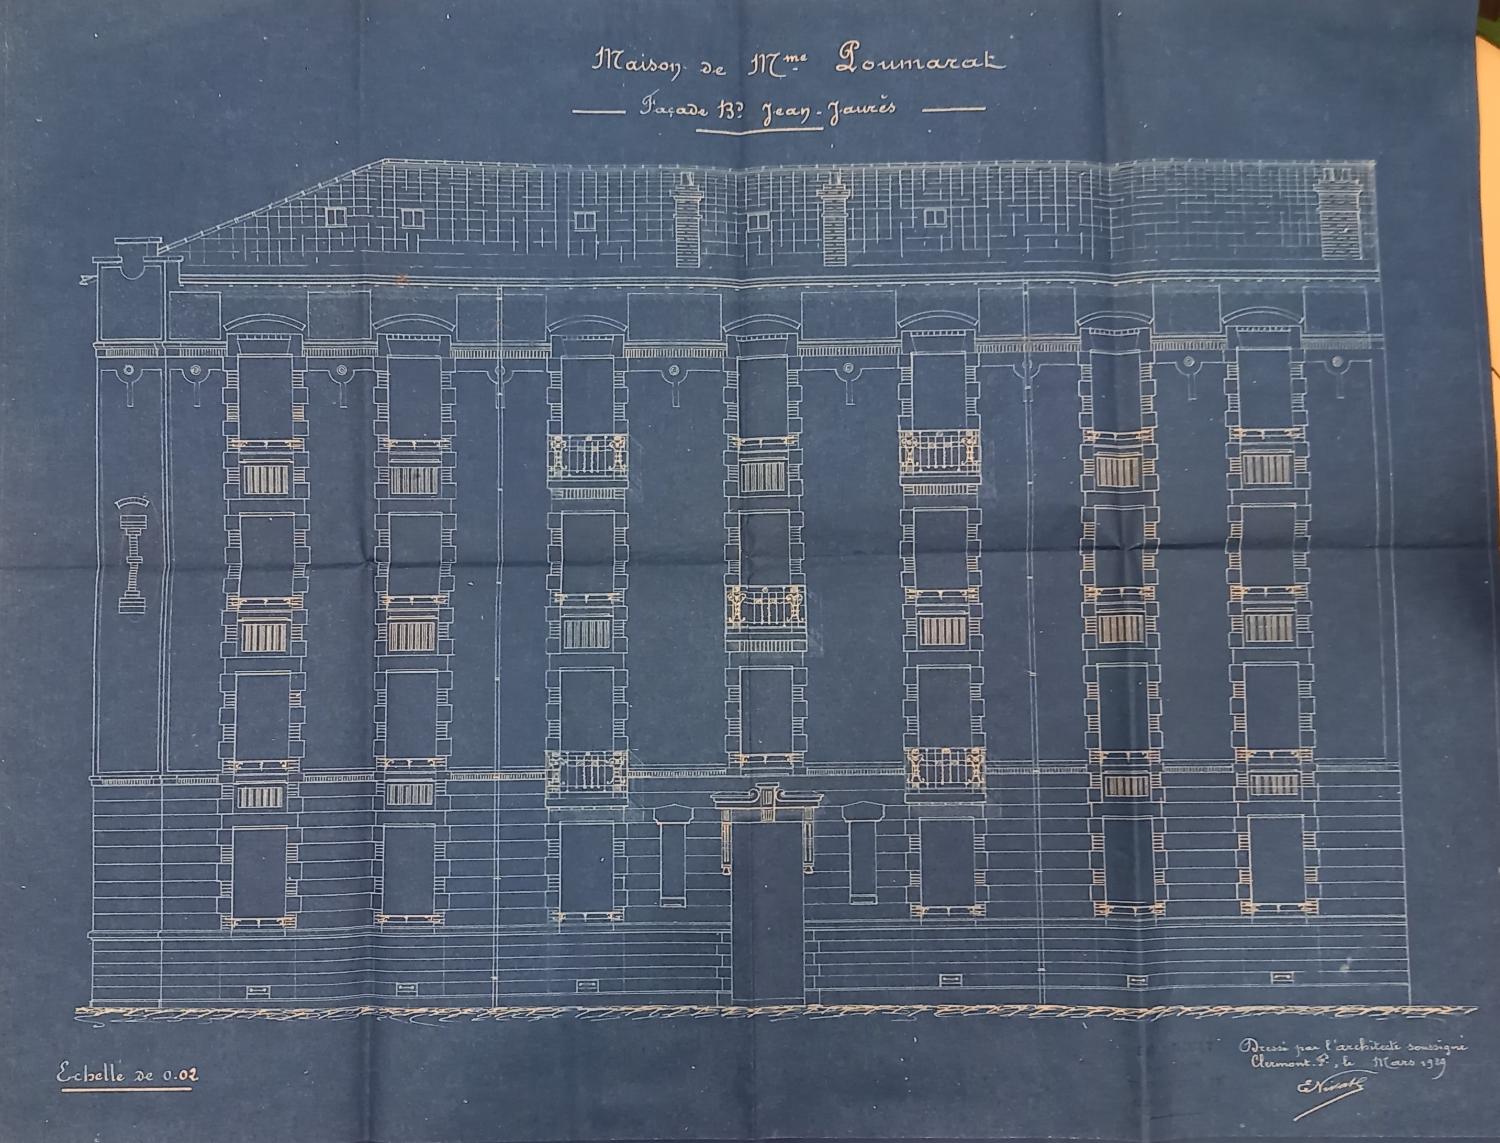 Maison de Mme Poumarat
Façade Bd Jean-Jaurès
Echelle de 0.02
Dressé par l'architecte soussigné
Clermont-Fd, le Mars 1929